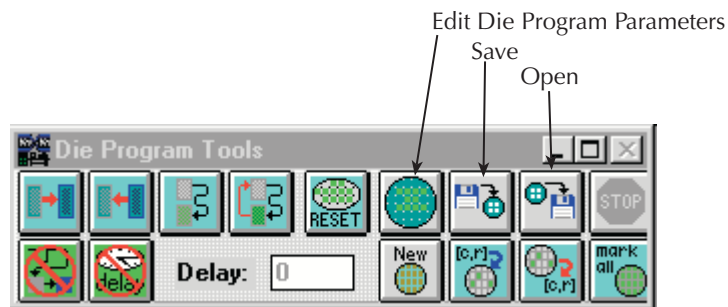 Edit Die Program Parameters
Save
Open
Die Program Tools
RESET
STOP
delay
Delay: 0
New
[c,r]
[c,r]
mark
all